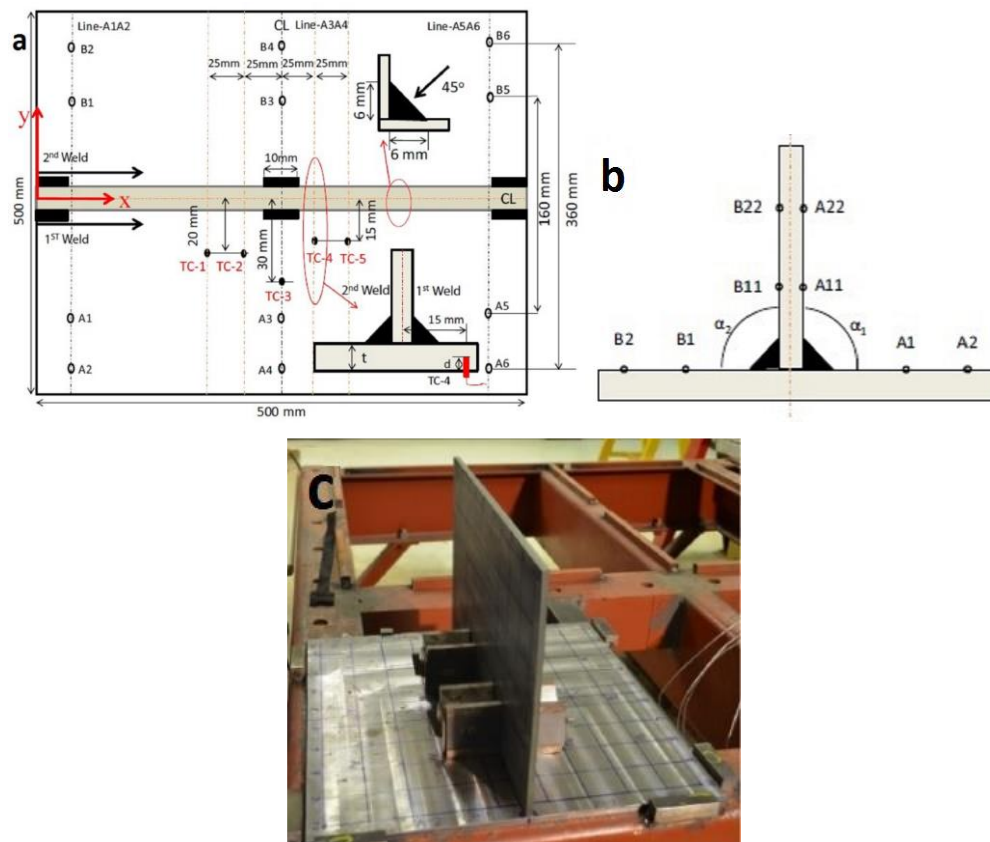 a
Line-A1A2
CL
Line-A3A4
Line-A5A6
B2
B4
B6
25mm
25mm
25mm
25mm
B1
B3
B5
6 mm
45°
6 mm
y
2nd Weld
10mm
x
CL
1ST Weld
500 mm
20 mm
30 mm
15 mm
160 mm
360 mm
TC-1
TC-2
TC-4
TC-5
TC-3
2nd Weld
1st Weld
15 mm
A1
A3
A5
t
d
TC-4
A2
A4
A6
500 mm
b
B22
A22
B11
A11
α2
α1
B2
B1
A1
A2
c